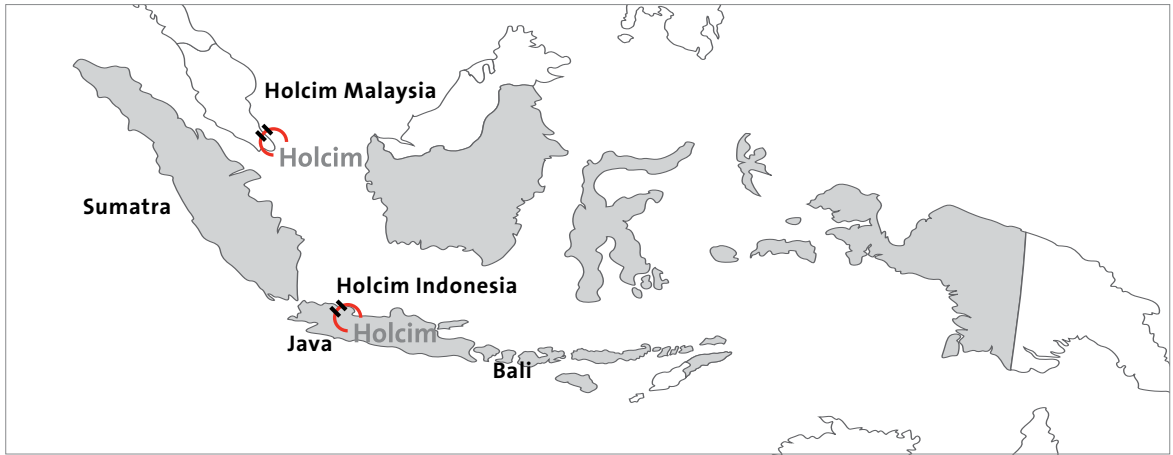 Holcim Malaysia
Holcim
Sumatra
Holcim Indonesia
Holcim
Java
Bali